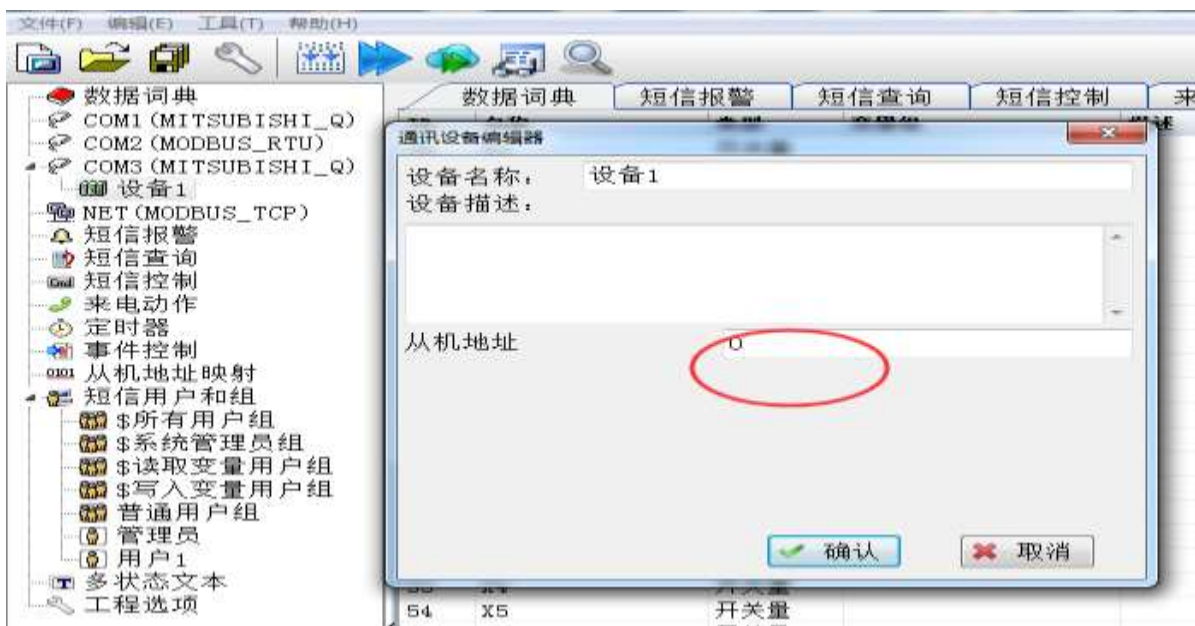 文件(F) 编辑(E) 工具(T) 帮助(H)
数据词典
COM1(MITSUBISHI_Q)
COM2(MODBUS_RTU)
COM3(MITSUBISHI_Q)
设备1
NET(MODBUS_TCP)
短信报警
短信查询
短信控制
来电动作
定时器
事件控制
0101 从机地址映射
短信用户和组
$所有用户组
$系统管理员组
$读取变量用户组
$写入变量用户组
普通用户组
管理员
用户1
多状态文本
工程选项
数据词典 短信报警 短信查询 短信控制 来
通讯设备编辑器
设备名称: 设备1
设备描述:
从机地址 0
确认 取消
54 X5 开关量